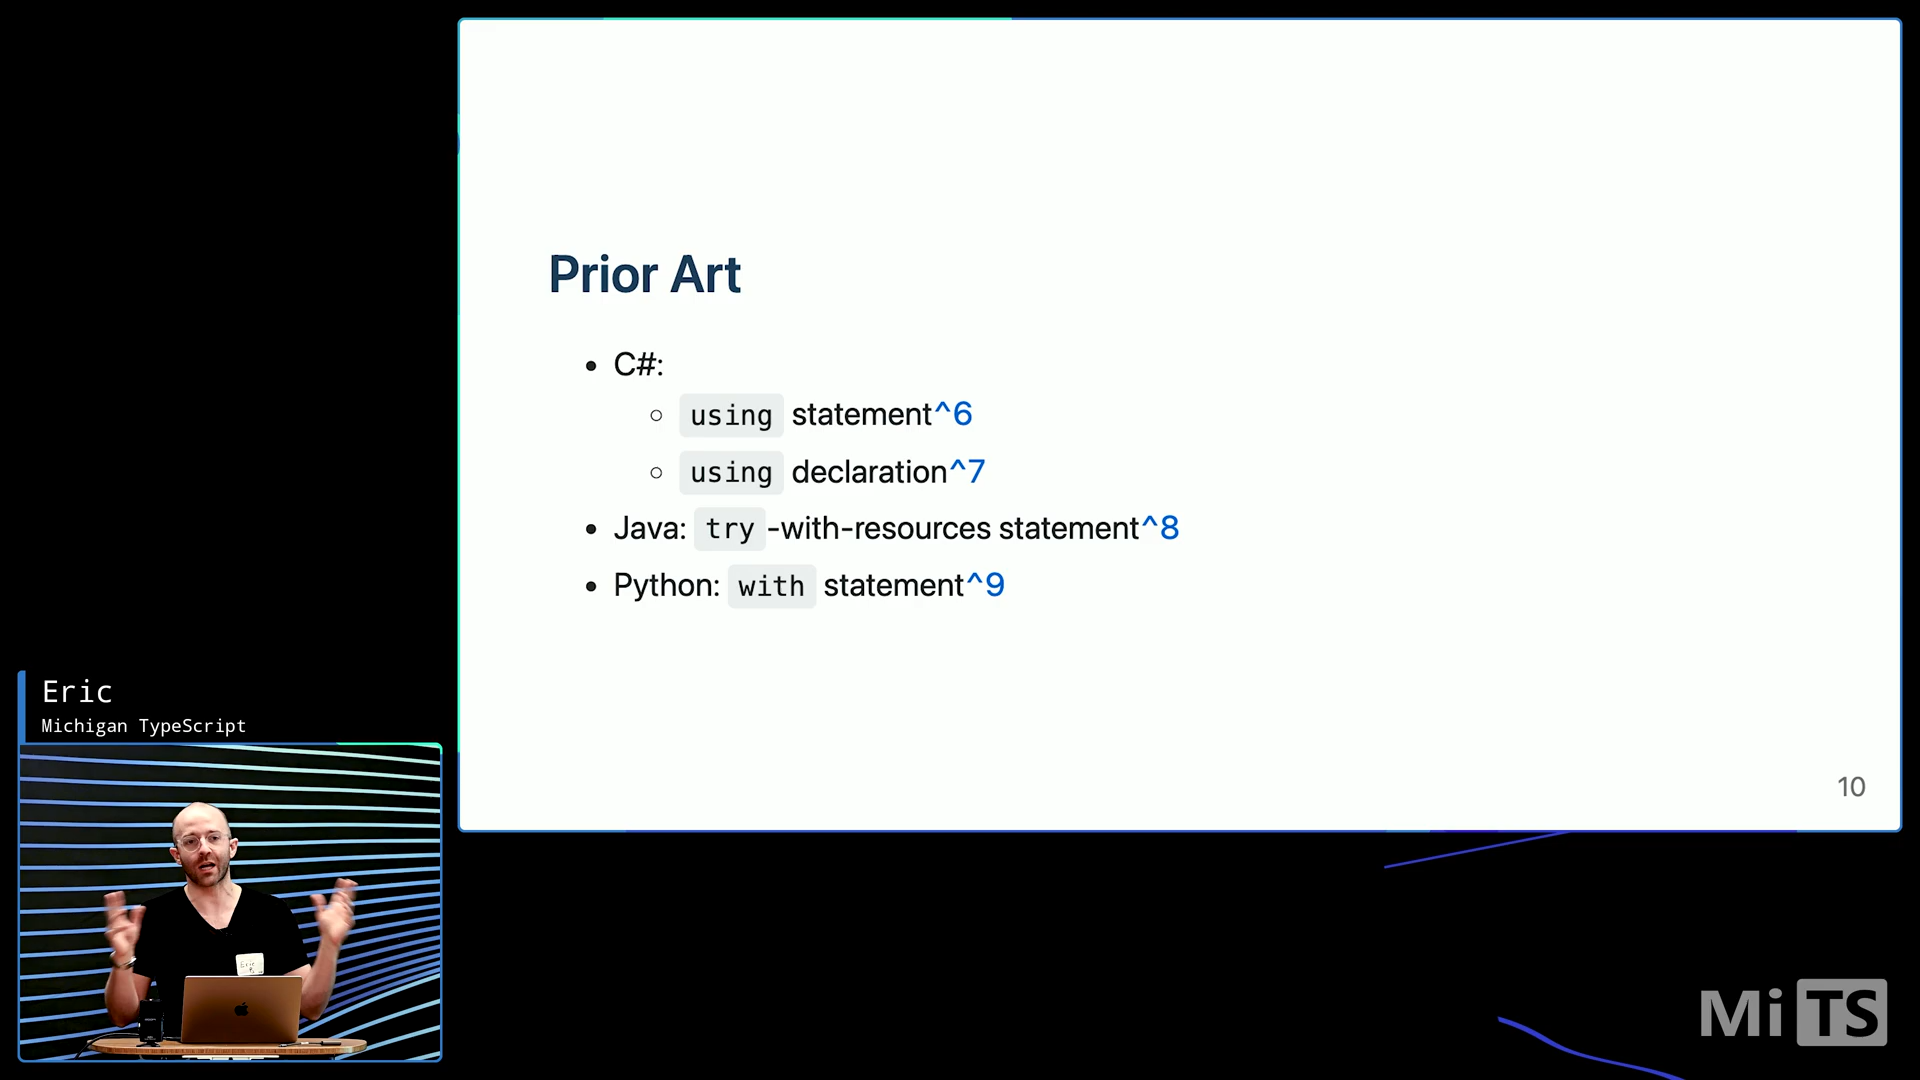 Prior Art
C#:
using statement^6
using declaration^7
Java: try-with-resources statement^8
Python: with statement^9
10
Eric
Michigan TypeScript
Eric
MiTS